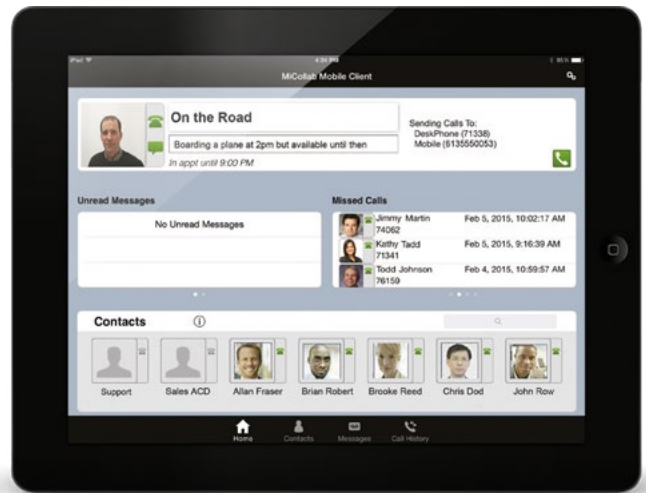 iPad
4:34 PM
85%
MiCollab Mobile Client
On the Road
Boarding a plane at 2pm but available until then
In appt until 9:00 PM
Sending Calls To:
DeskPhone (71338)
Mobile (6135550053)
Unread Messages
No Unread Messages
Missed Calls
Jimmy Martin Feb 5, 2015, 10:02:17 AM
74062
Kathy Tadd Feb 5, 2015, 9:16:39 AM
71341
Todd Johnson Feb 4, 2015, 10:59:57 AM
76159
Contacts
Support
Sales ACD
Allan Fraser
Brian Robert
Brooke Reed
Chris Dod
John Row
Home
Contacts
Messages
Call History